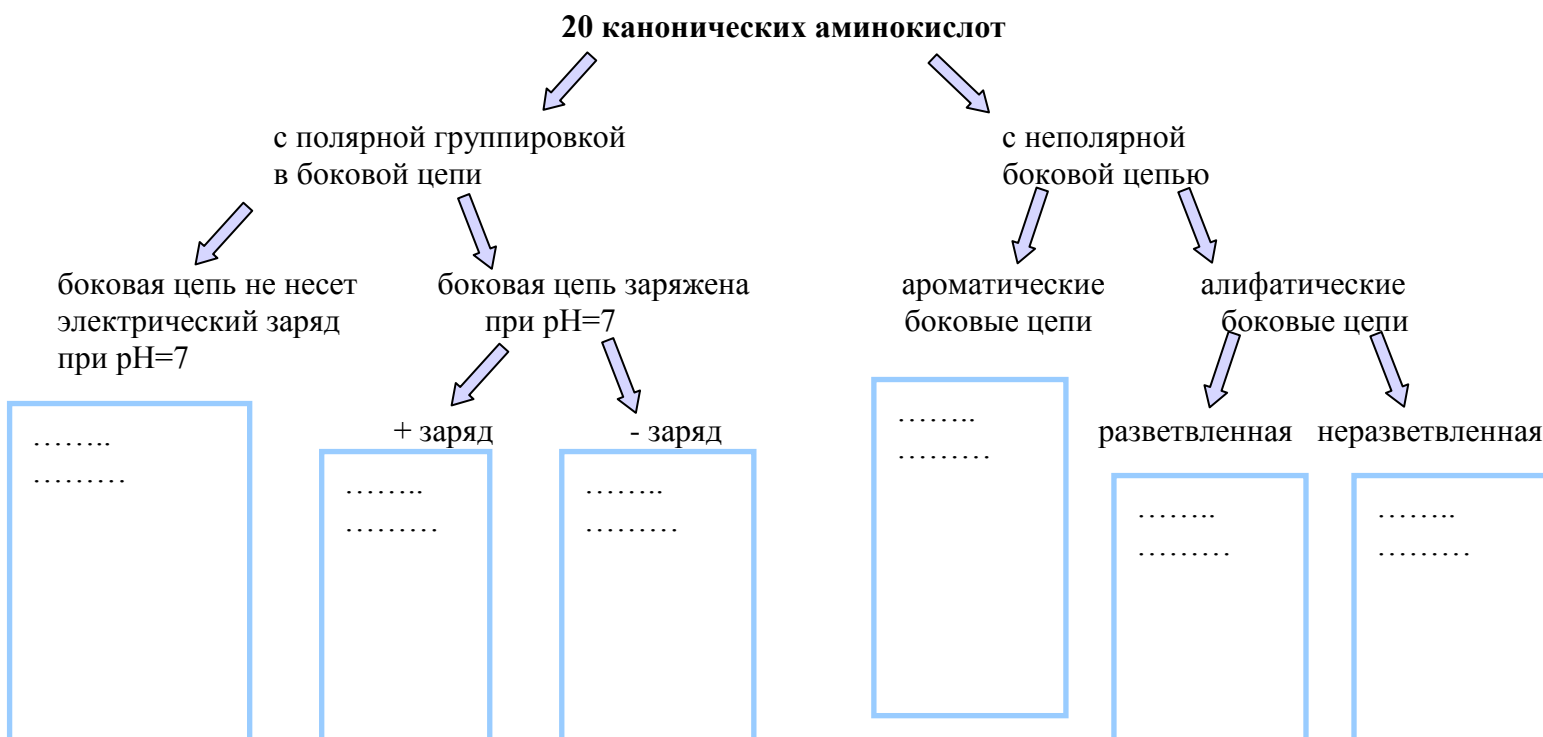 20 канонических аминокислот
с полярной группировкой
в боковой цепи
с неполярной
боковой цепью
боковая цепь не несет
электрический заряд
при pH=7
боковая цепь заряжена
при pH=7
ароматические
боковые цепи
алифатические
боковые цепи
+ заряд
- заряд
разветвленная
неразветвленная
……..
………
……..
………
……..
………
……..
………
……..
………
……..
………